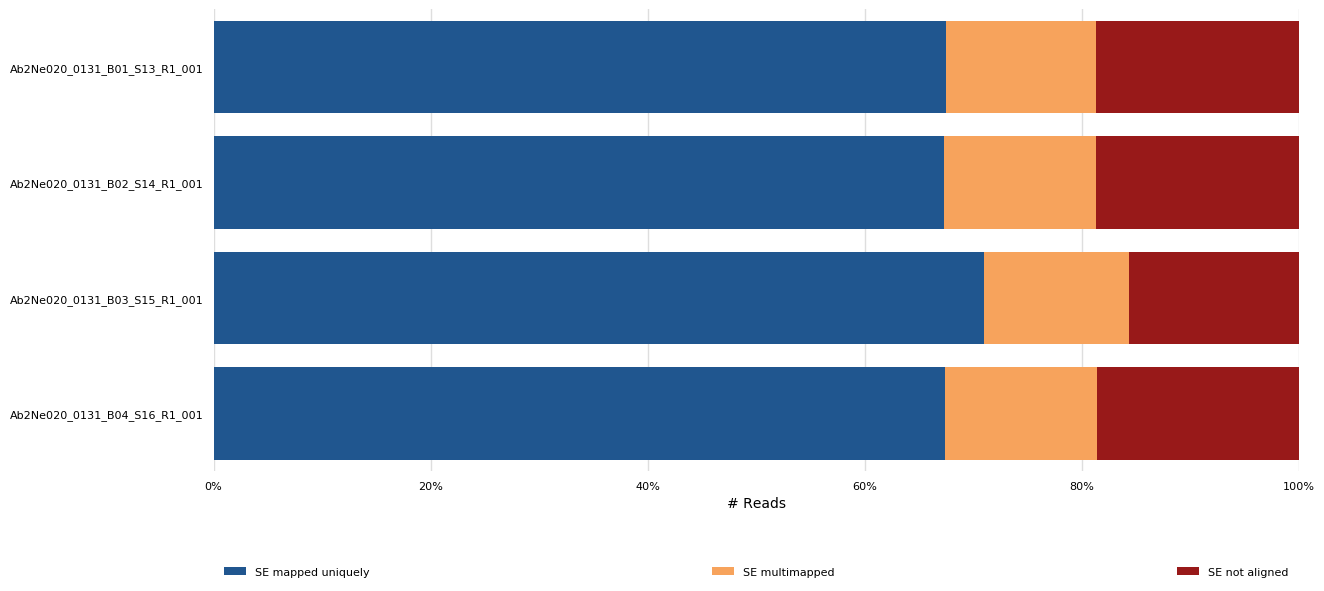 Ab2Ne020_0131_B01_S13_R1_001
Ab2Ne020_0131_B02_S14_R1_001
Ab2Ne020_0131_B03_S15_R1_001
Ab2Ne020_0131_B04_S16_R1_001
0% 20% 40% 60% 80% 100%
# Reads
SE mapped uniquely SE multimapped SE not aligned